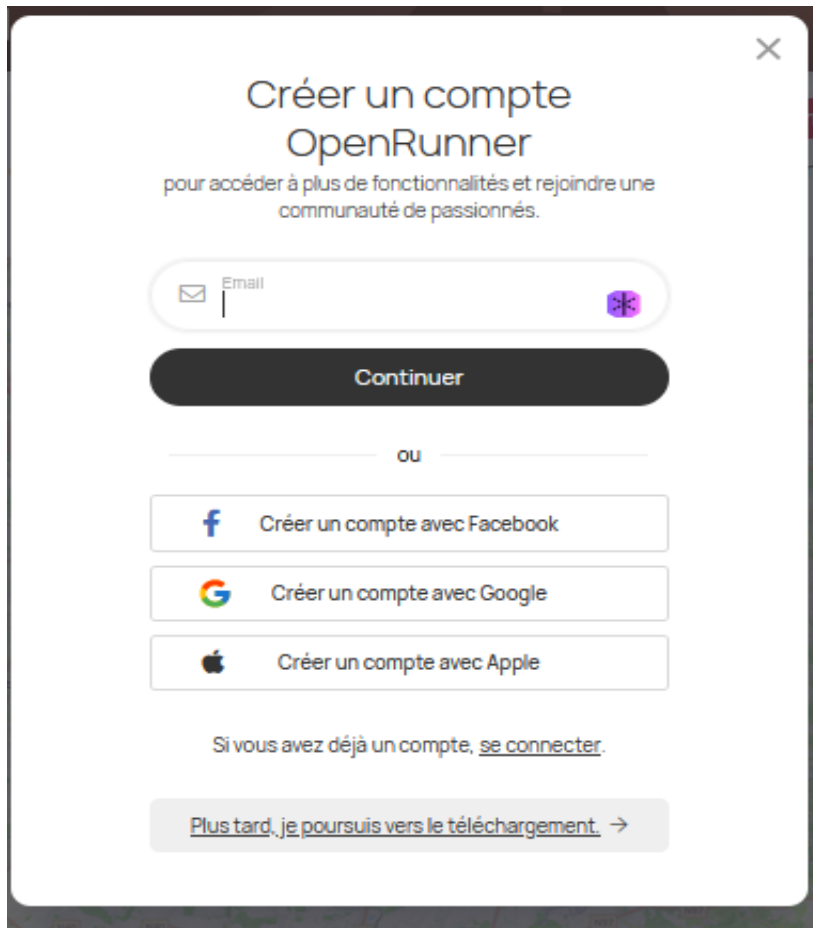 Créer un compte
OpenRunner
pour accéder à plus de fonctionnalités et rejoindre une
communauté de passionnés.
Email
Continuer
ou
Créer un compte avec Facebook
Créer un compte avec Google
Créer un compte avec Apple
Si vous avez déjà un compte, se connecter.
Plus tard, je poursuis vers le téléchargement. →